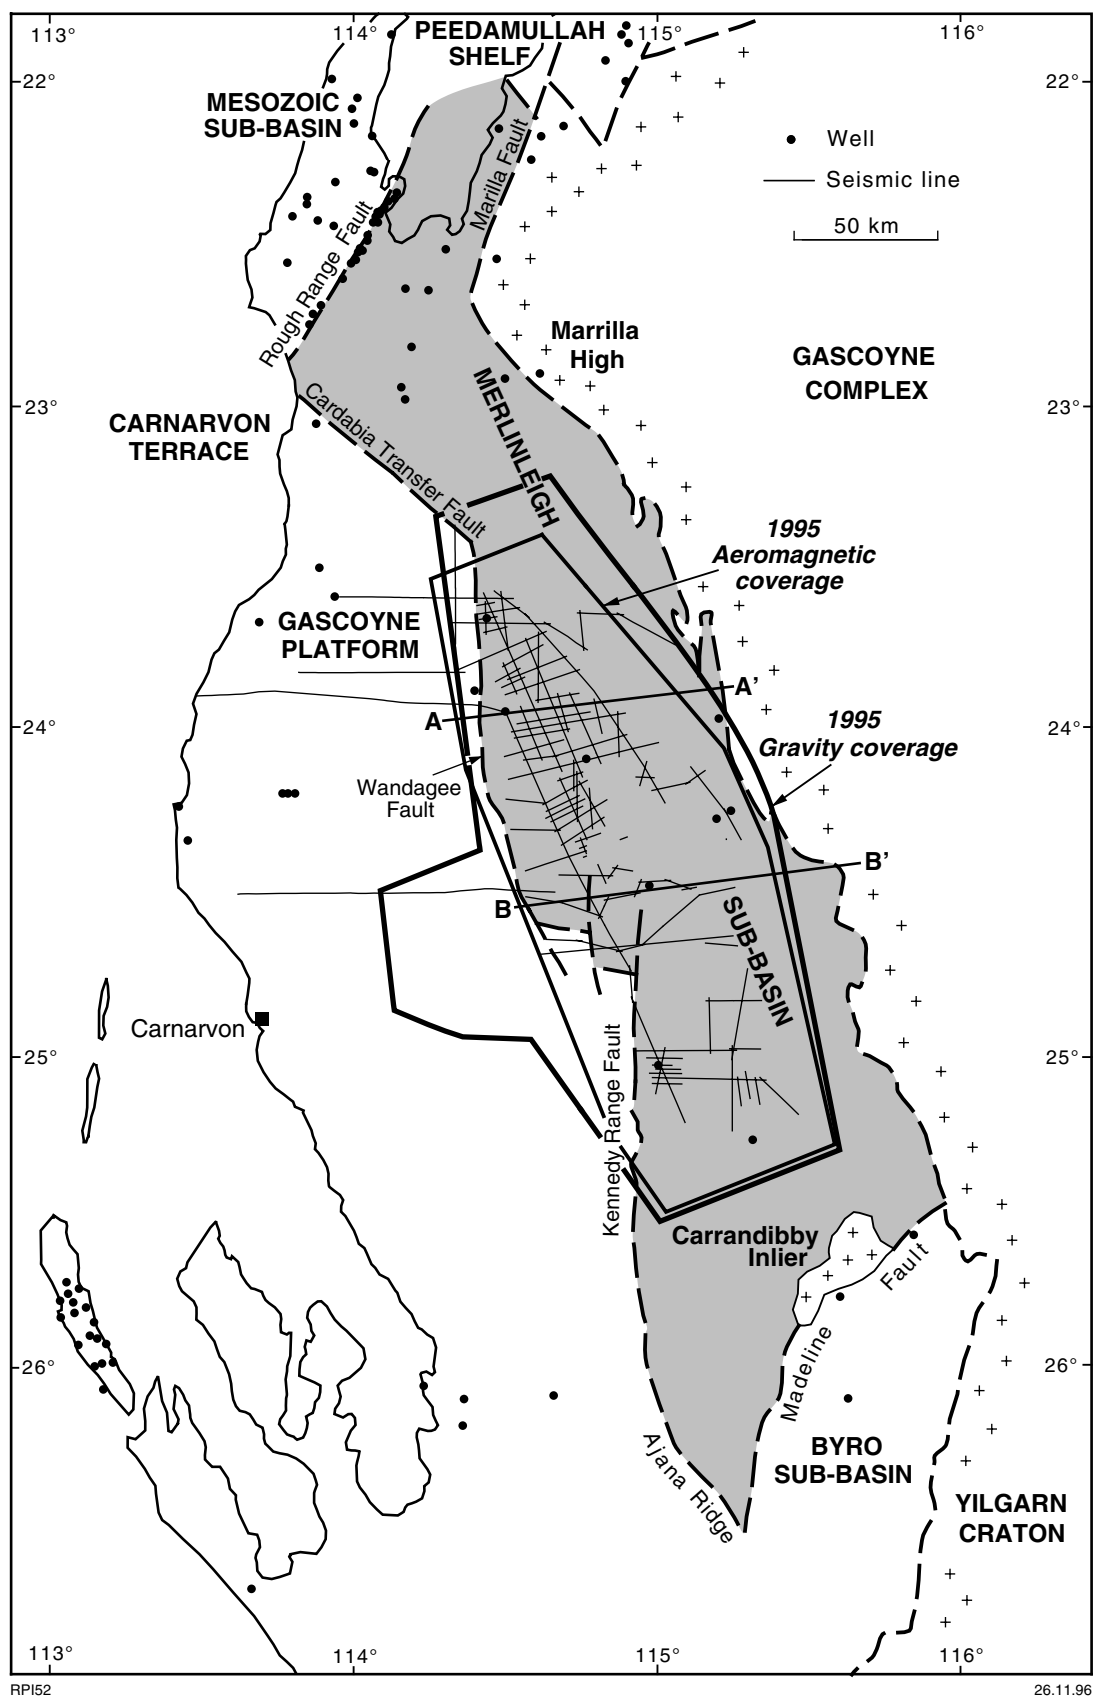 113°
114°
PEEDAMULLAH
SHELF
115°
116°
22°
22°
MESOZOIC
SUB-BASIN
Well
Seismic line
50 km
Marilla Fault
Rough Range Fault
Marrilla
High
GASCOYNE
COMPLEX
23°
23°
CARNARVON
TERRACE
Cardabia Transfer Fault
MERLINLEIGH
1995
Aeromagnetic
coverage
GASCOYNE
PLATFORM
A
A’
24°
24°
1995
Gravity coverage
Wandagee
Fault
B
B’
SUB-BASIN
Carnarvon
25°
25°
Kennedy Range Fault
Carrandibby
Inlier
Madeline
Fault
26°
26°
Ajana Ridge
BYRO
SUB-BASIN
YILGARN
CRATON
113°
114°
115°
116°
RPI52
26.11.96